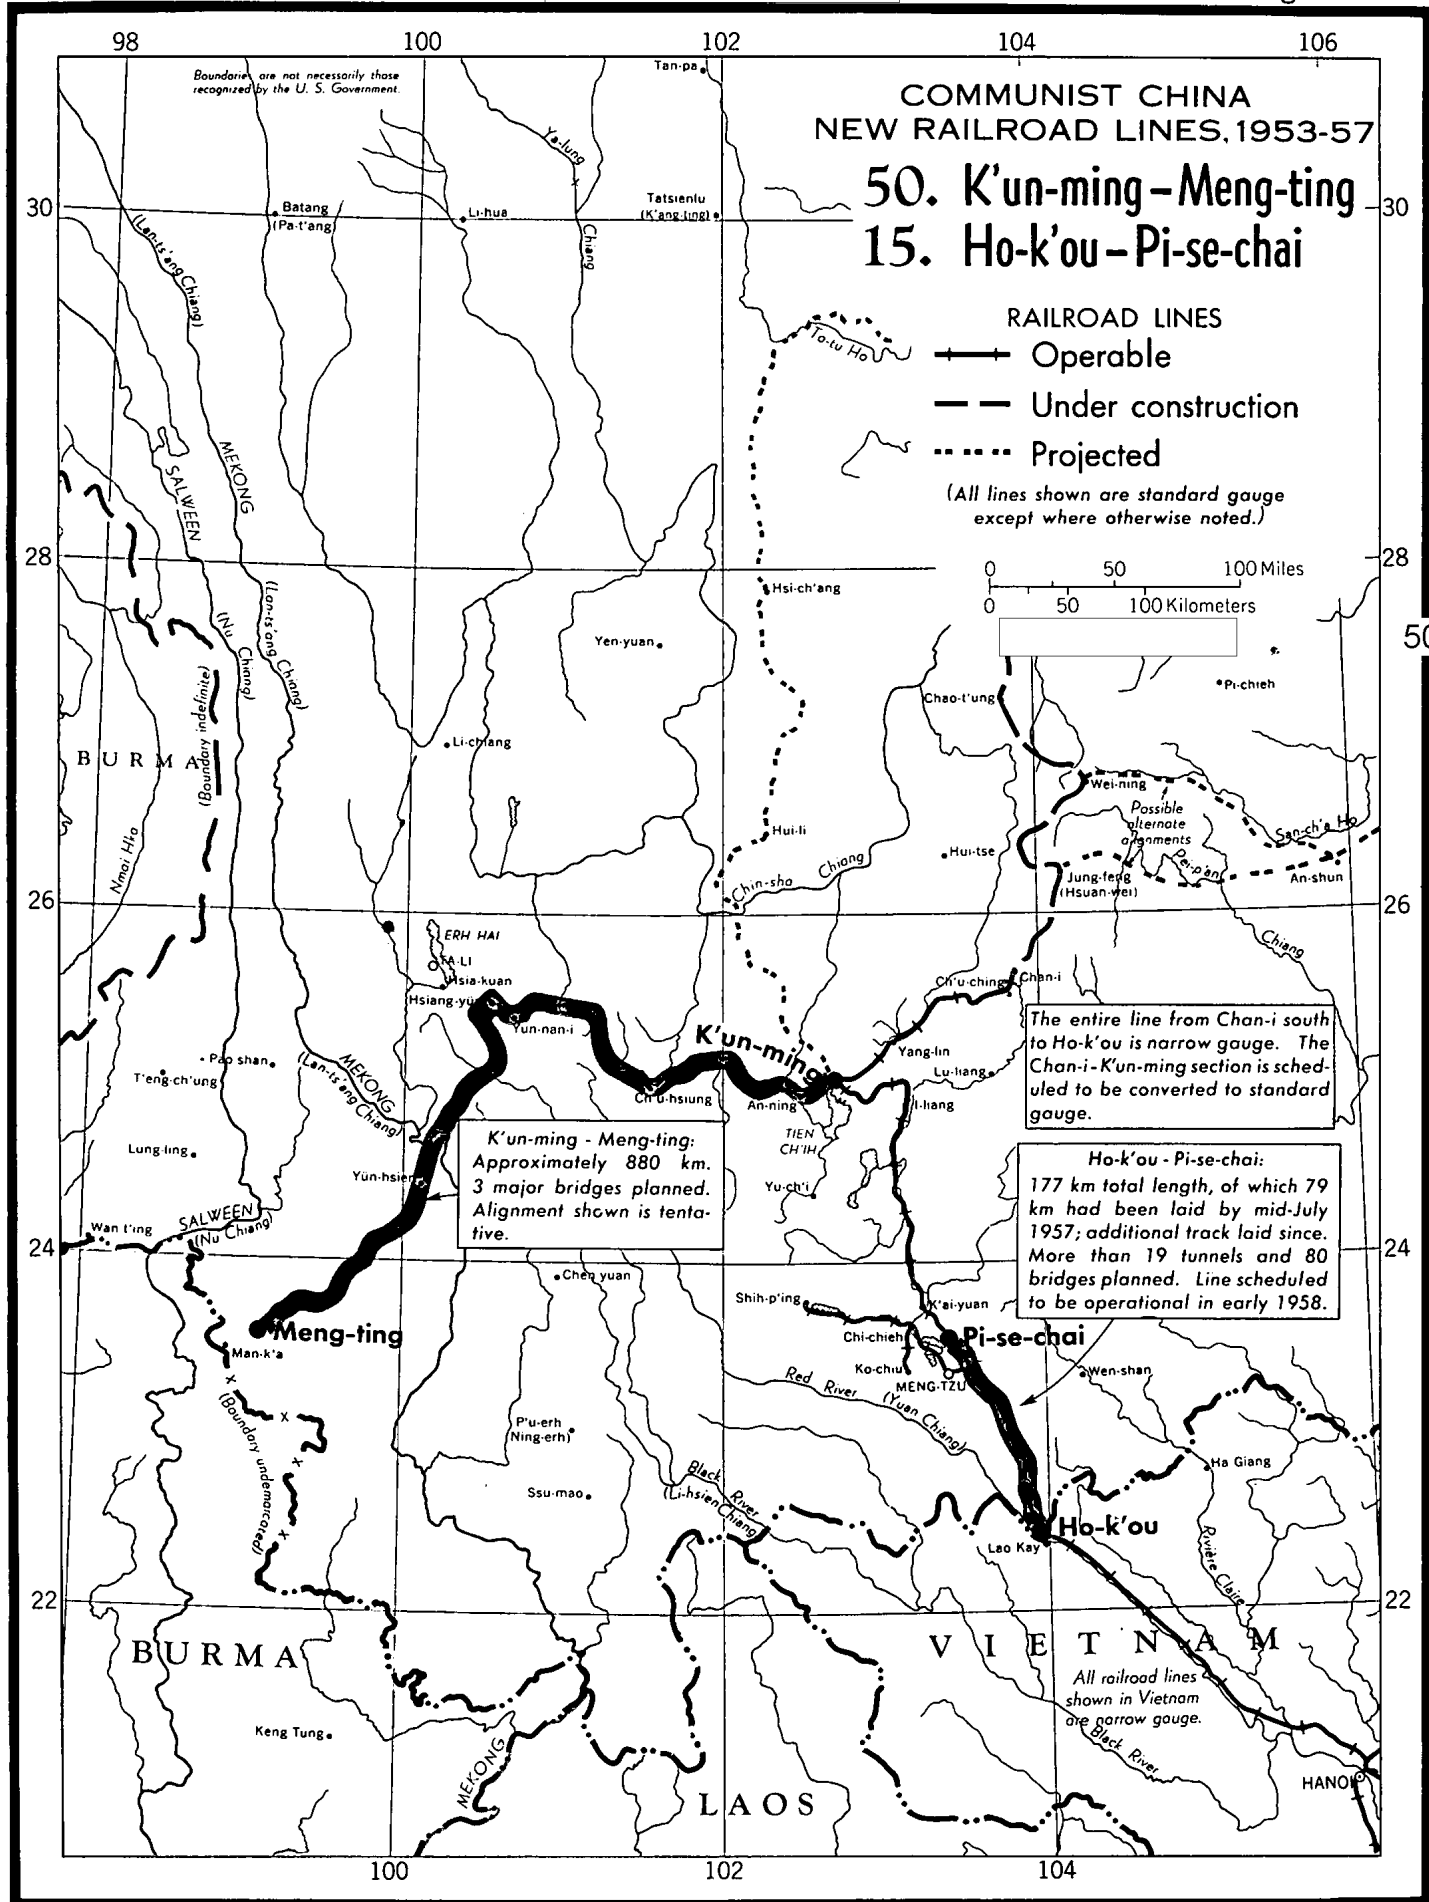 98
100
102
104
106
Boundaries are not necessarily those
recognized by the U. S. Government.
Tan-pa
COMMUNIST CHINA
NEW RAILROAD LINES, 1953-57
50. K'un-ming – Meng-ting
15. Ho-k'ou – Pi-se-chai
RAILROAD LINES
Operable
Under construction
Projected
(All lines shown are standard gauge
except where otherwise noted.)
0 50 100 Miles
0 50 100 Kilometers
50
30
30
Batang
(Pa-t'ang)
Li-hua
Ya-lung
Chiang
Tatsienlu
(K'ang-ting)
(Lan-ts'ang Chiang)
Ta-tu Ho
MEKONG
SALWEEN
28
28
(Lan-ts'ang Chiang)
(Nu Chiang)
Hsi-ch'ang
Yen-yuan
Chao-t'ung
Pi-chieh
(Boundary indefinite)
BURMA
Li-chiang
Wei-ning
Possible
alternate
alignments
San-ch'a Ho
Nmai Hka
Hui-li
Hui-tse
Pei-p'an
Chiang
Jung-feng
(Hsuan-wei)
An-shun
Chin-sha Chiang
26
26
ERH HAI
TA-LI
Hsia-kuan
Hsiang-yün
Yun-nan-i
Ch'u-ching
Chan-i
K'un-ming
Yang-lin
Lu-liang
I-liang
The entire line from Chan-i south
to Ho-k'ou is narrow gauge. The
Chan-i-K'un-ming section is sched-
uled to be converted to standard
gauge.
Pao shan
T'eng-ch'ung
MEKONG
(Lan-ts'ang Chiang)
Ch'u-hsiung
An-ning
TIEN
CH'IH
Lung-ling
Yün-hsien
K'un-ming - Meng-ting:
Approximately 880 km.
3 major bridges planned.
Alignment shown is tenta-
tive.
Yu-ch'i
Ho-k'ou - Pi-se-chai:
177 km total length, of which 79
km had been laid by mid-July
1957; additional track laid since.
More than 19 tunnels and 80
bridges planned. Line scheduled
to be operational in early 1958.
Wan t'ing
SALWEEN
(Nu Chiang)
24
24
Chen yuan
Shih-p'ing
K'ai-yuan
Chi-chieh
Pi-se-chai
Ko-chiu
MENG-TZU
Wen-shan
Meng-ting
Man-k'a
(Boundary undemarcated)
Red River
(Yuan Chiang)
P'u-erh
(Ning-erh)
Black River
(Li-hsien Chiang)
Ha Giang
Ssu-mao
Ho-k'ou
Lao Kay
Rivière Claire
22
22
BURMA
VIETNAM
All railroad lines
shown in Vietnam
are narrow gauge.
Black River
Keng Tung
MEKONG
LAOS
HANOI
100
102
104